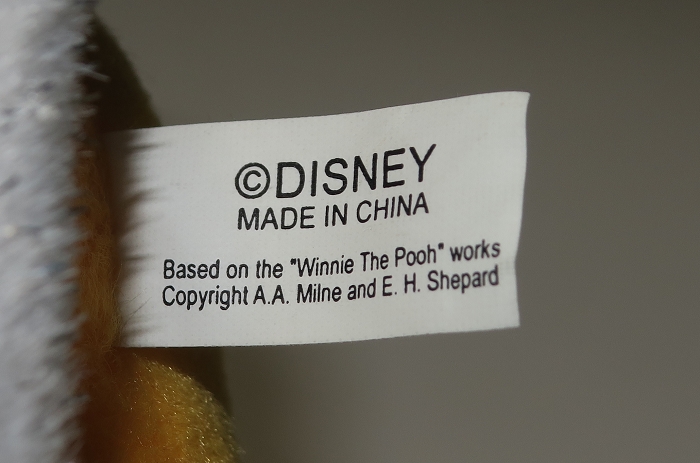 ©DISNEY
MADE IN CHINA
Based on the "Winnie The Pooh" works
Copyright A.A. Milne and E. H. Shepard